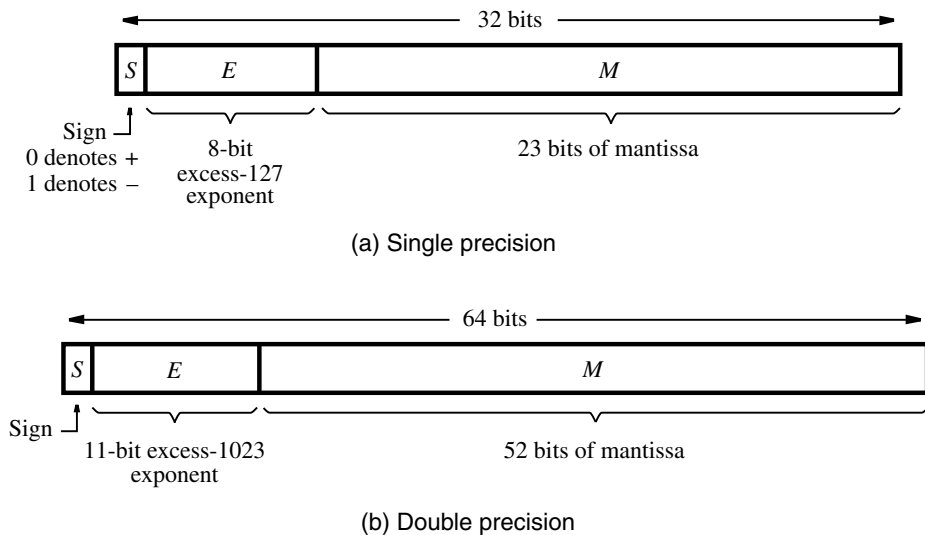 32 bits
S
E
M
Sign
0 denotes +
1 denotes –
8-bit
excess-127
exponent
23 bits of mantissa
(a) Single precision
64 bits
S
E
M
Sign
11-bit excess-1023
exponent
52 bits of mantissa
(b) Double precision